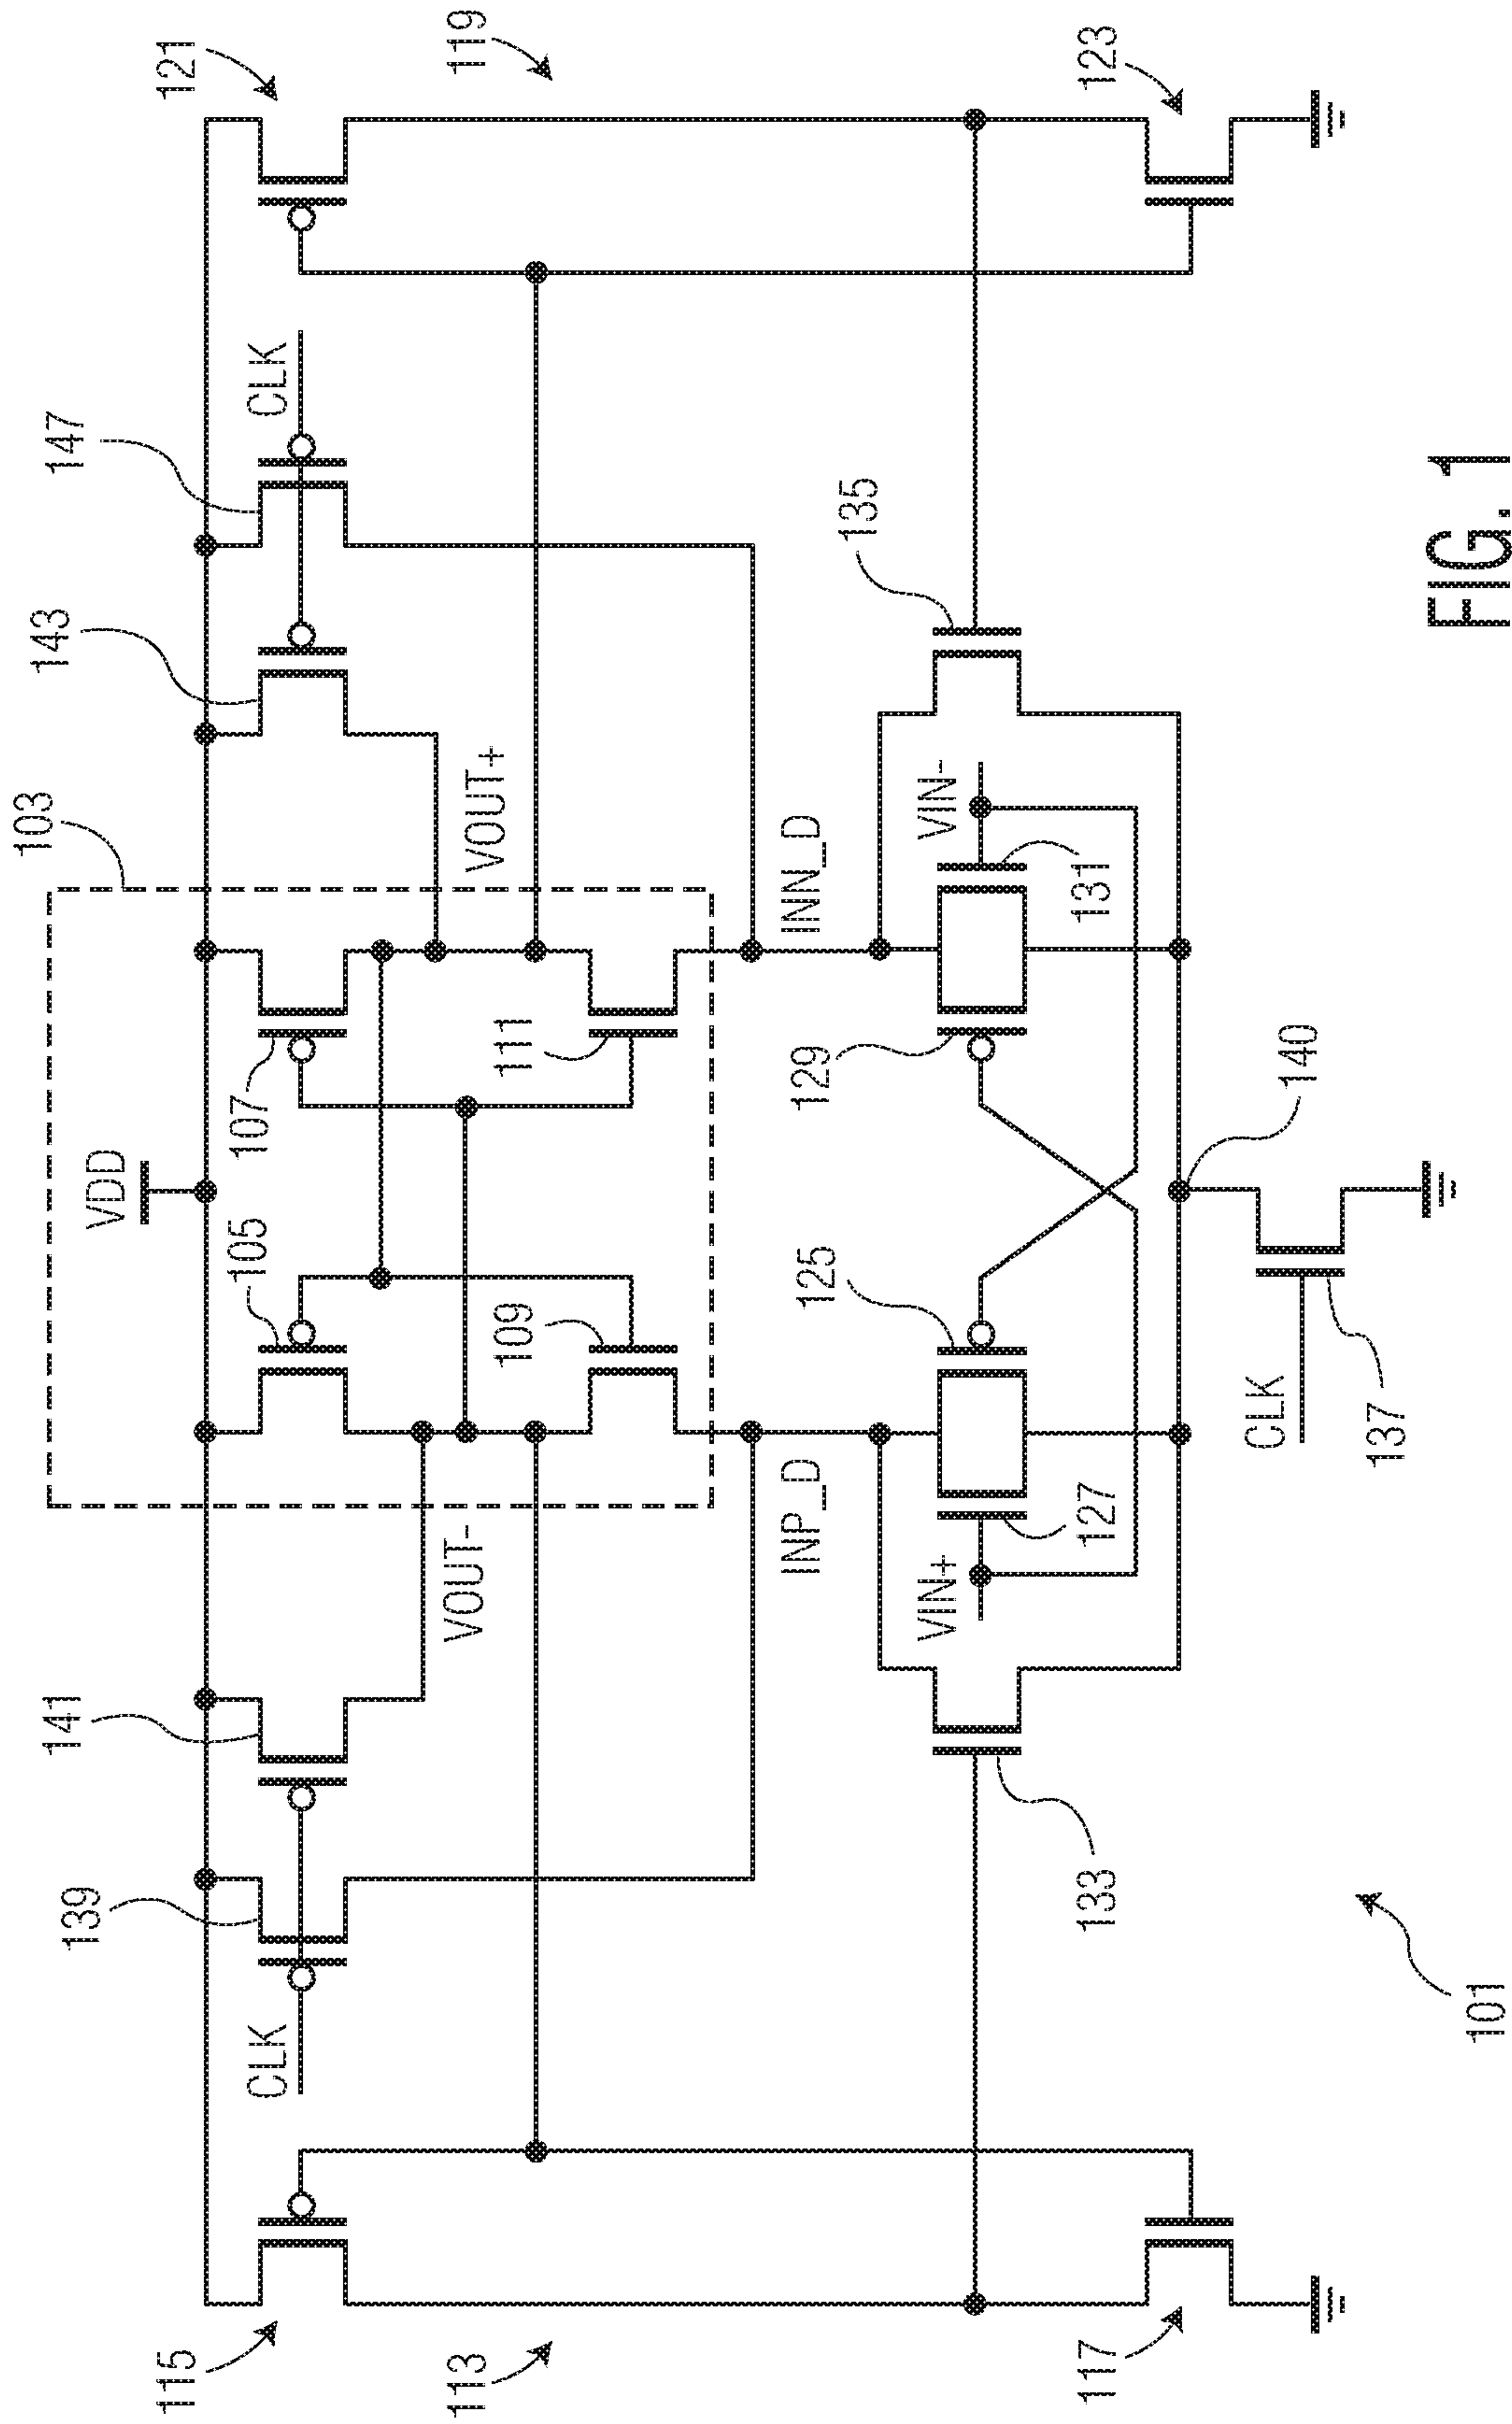 103
VDD
143
147
139
141
121
115
105
107
CLK
CLK
119
113
VOUT-
VOUT+
109
111
INP_D
INN_D
125
129
135
VIN+
VIN-
127
131
133
117
123
CLK
140
137
101
FIG. 1